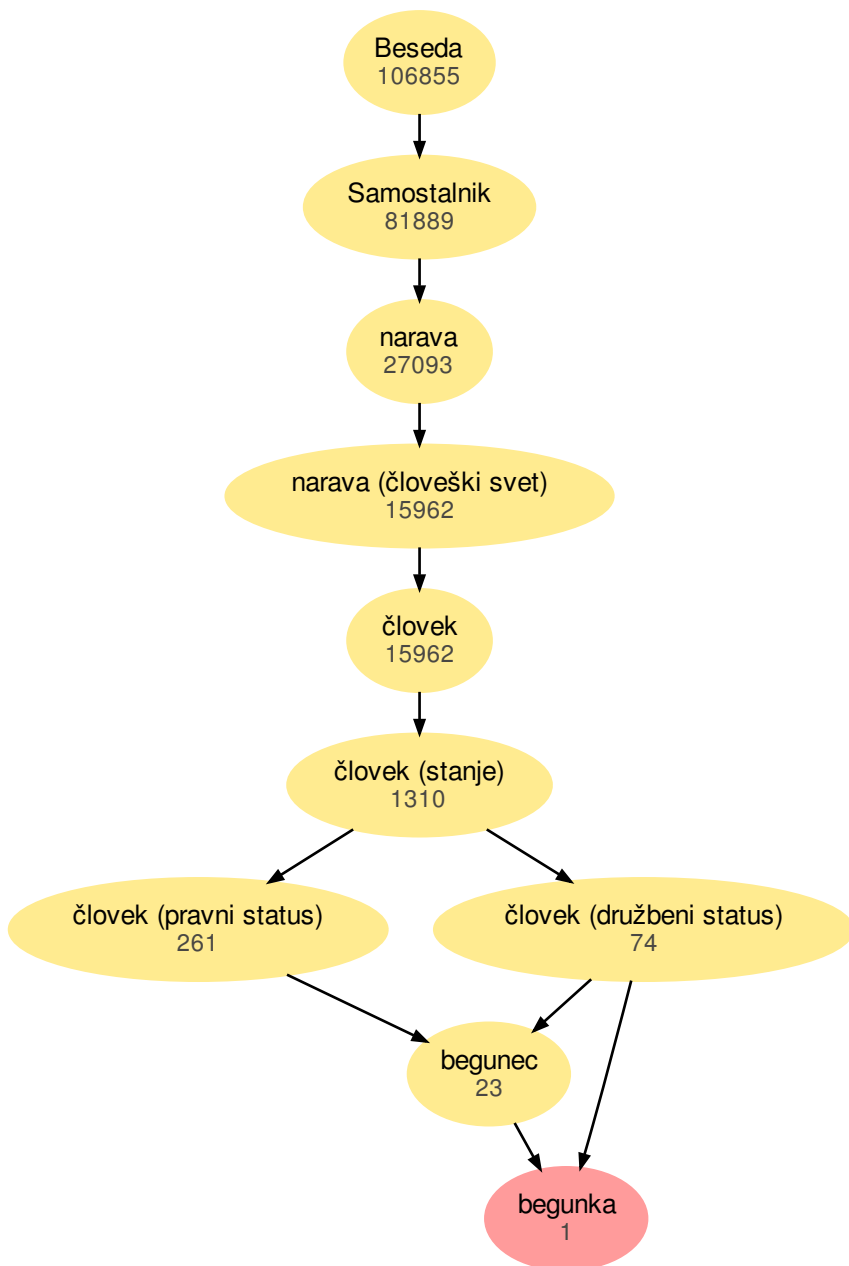 Beseda
106855
Samostalnik
81889
narava
27093
narava (človeški svet)
15962
človek
15962
človek (stanje)
1310
človek (pravni status)
261
človek (družbeni status)
74
begunec
23
begunka
1